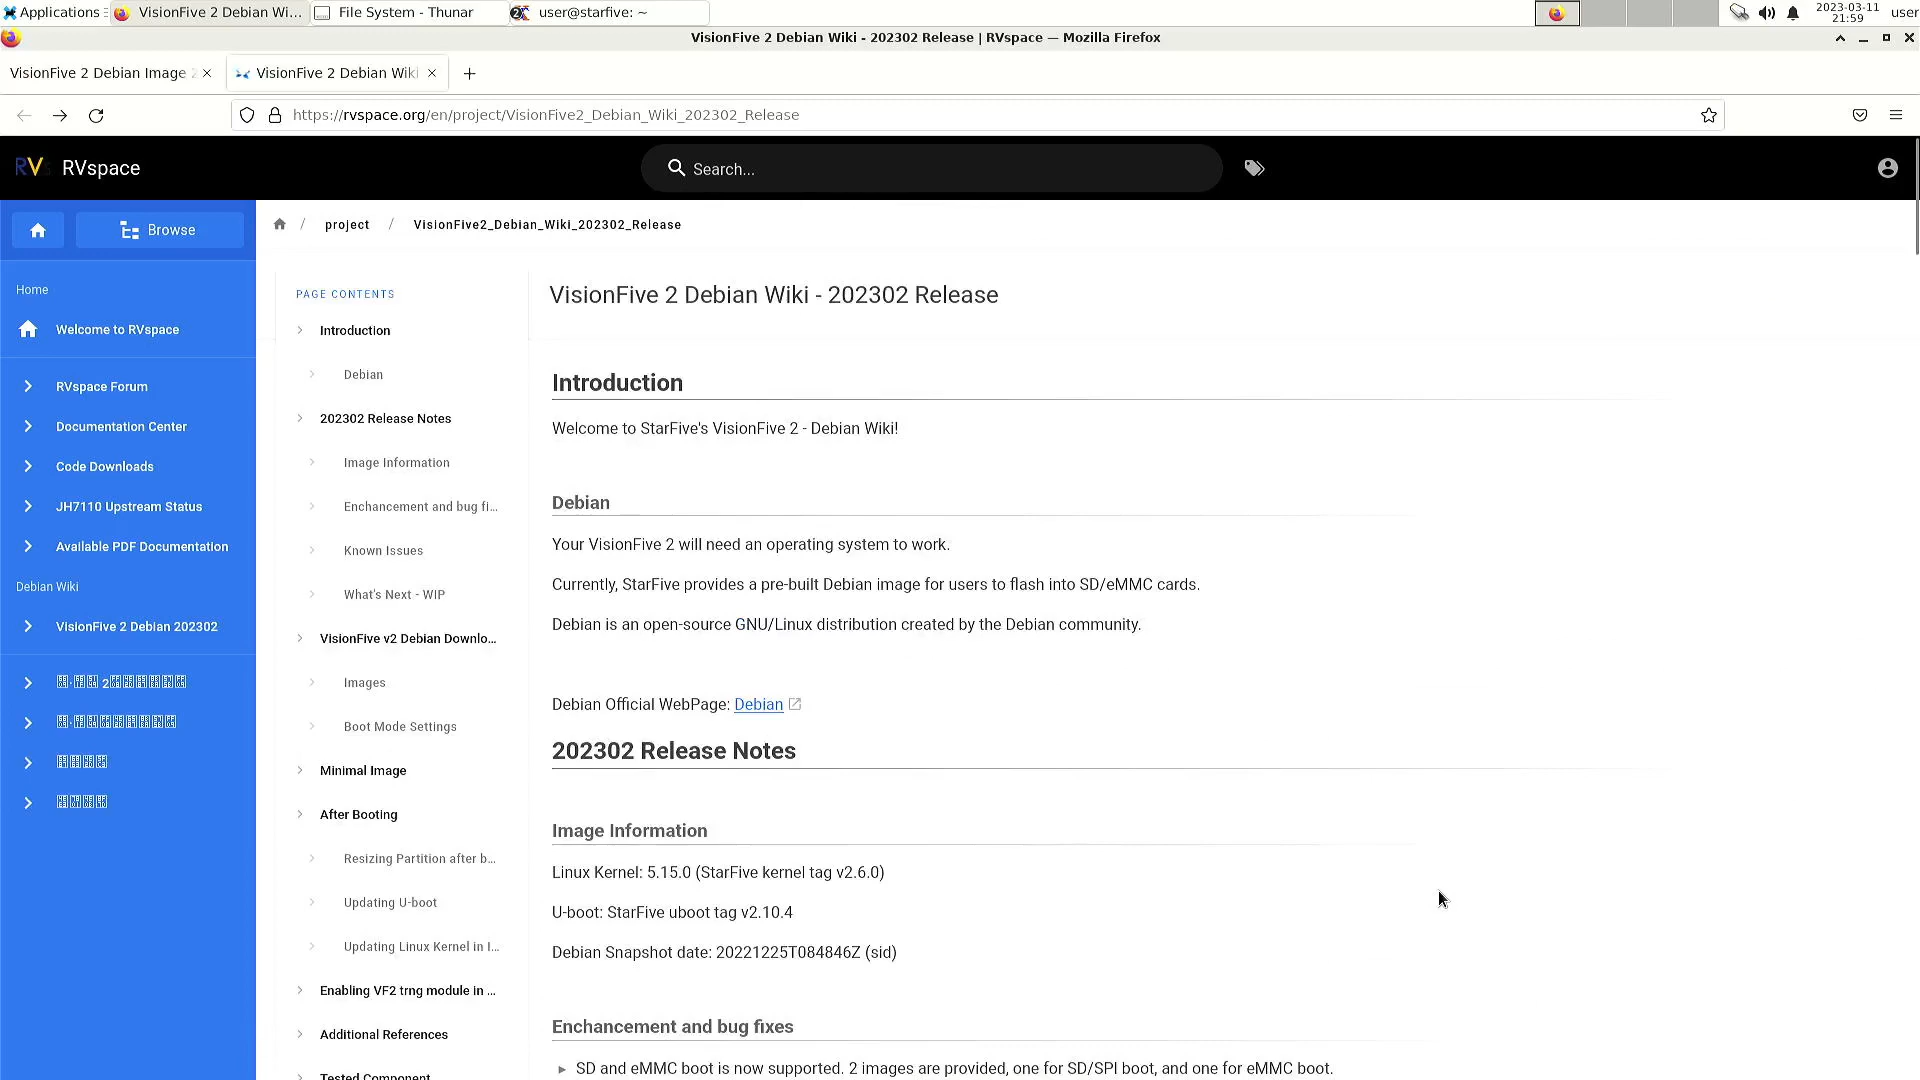 Applications
VisionFive 2 Debian Wi...
File System - Thunar
user@starfive: ~
2023-03-11
21:59
user
VisionFive 2 Debian Wiki - 202302 Release | RVspace — Mozilla Firefox
VisionFive 2 Debian Image
VisionFive 2 Debian Wiki
https://rvspace.org/en/project/VisionFive2_Debian_Wiki_202302_Release
RV
RVspace
Search...
Browse
project / VisionFive2_Debian_Wiki_202302_Release
Home
Welcome to RVspace
RVspace Forum
Documentation Center
Code Downloads
JH7110 Upstream Status
Available PDF Documentation
Debian Wiki
VisionFive 2 Debian 202302
PAGE CONTENTS
Introduction
Debian
202302 Release Notes
Image Information
Enchancement and bug fi...
Known Issues
What's Next - WIP
VisionFive v2 Debian Downlo...
Images
Boot Mode Settings
Minimal Image
After Booting
Resizing Partition after b...
Updating U-boot
Updating Linux Kernel in I...
Enabling VF2 trng module in ...
Additional References
Tested Component
VisionFive 2 Debian Wiki - 202302 Release
Introduction
Welcome to StarFive's VisionFive 2 - Debian Wiki!
Debian
Your VisionFive 2 will need an operating system to work.
Currently, StarFive provides a pre-built Debian image for users to flash into SD/eMMC cards.
Debian is an open-source GNU/Linux distribution created by the Debian community.
Debian Official WebPage: Debian
202302 Release Notes
Image Information
Linux Kernel: 5.15.0 (StarFive kernel tag v2.6.0)
U-boot: StarFive uboot tag v2.10.4
Debian Snapshot date: 20221225T084846Z (sid)
Enchancement and bug fixes
SD and eMMC boot is now supported. 2 images are provided, one for SD/SPI boot, and one for eMMC boot.